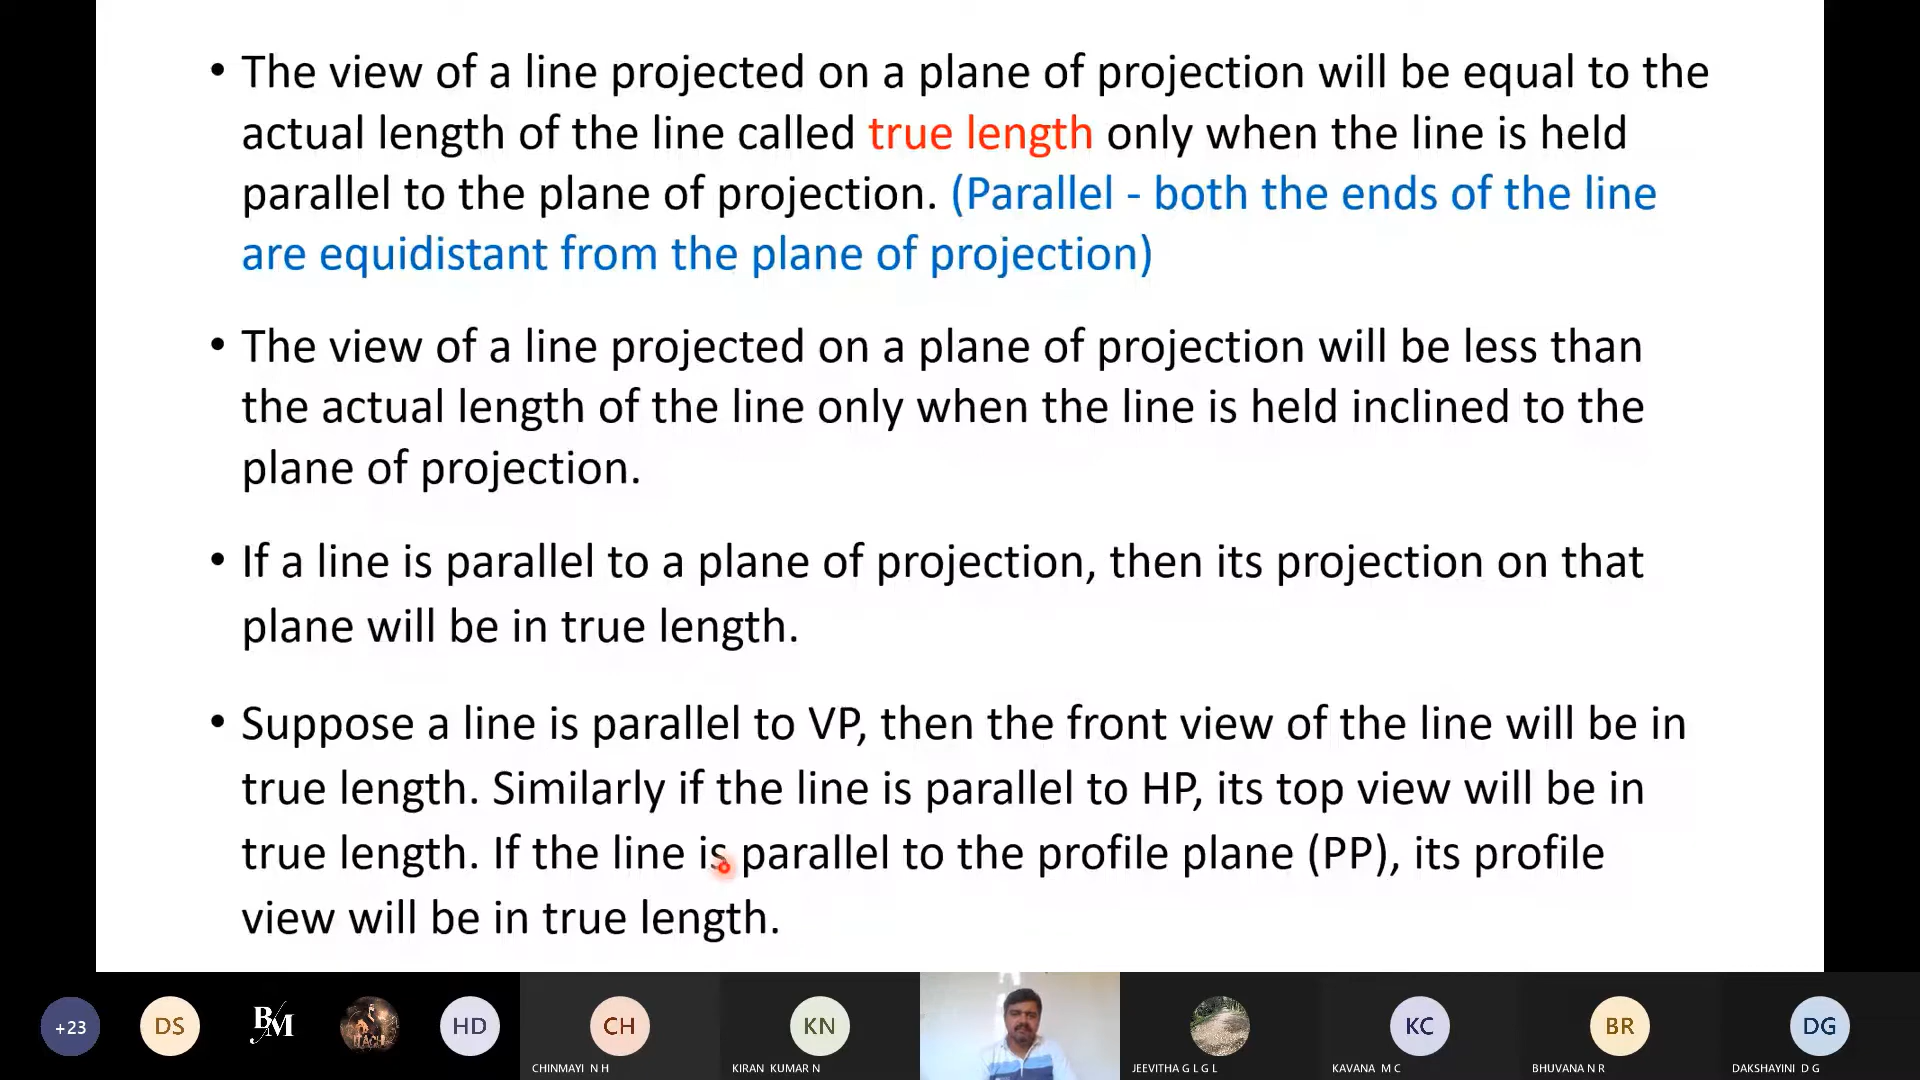 • The view of a line projected on a plane of projection will be equal to the
actual length of the line called true length only when the line is held
parallel to the plane of projection. (Parallel - both the ends of the line
are equidistant from the plane of projection)
• The view of a line projected on a plane of projection will be less than
the actual length of the line only when the line is held inclined to the
plane of projection.
• If a line is parallel to a plane of projection, then its projection on that
plane will be in true length.
• Suppose a line is parallel to VP, then the front view of the line will be in
true length. Similarly if the line is parallel to HP, its top view will be in
true length. If the line is parallel to the profile plane (PP), its profile
view will be in true length.
+23
DS
BM
ITACHI
HD
CH
KN
KC
BR
DG
CHINMAYI N H
KIRAN KUMAR N
JEEVITHA G L G L
KAVANA M C
BHUVANA N R
DAKSHAYINI D G